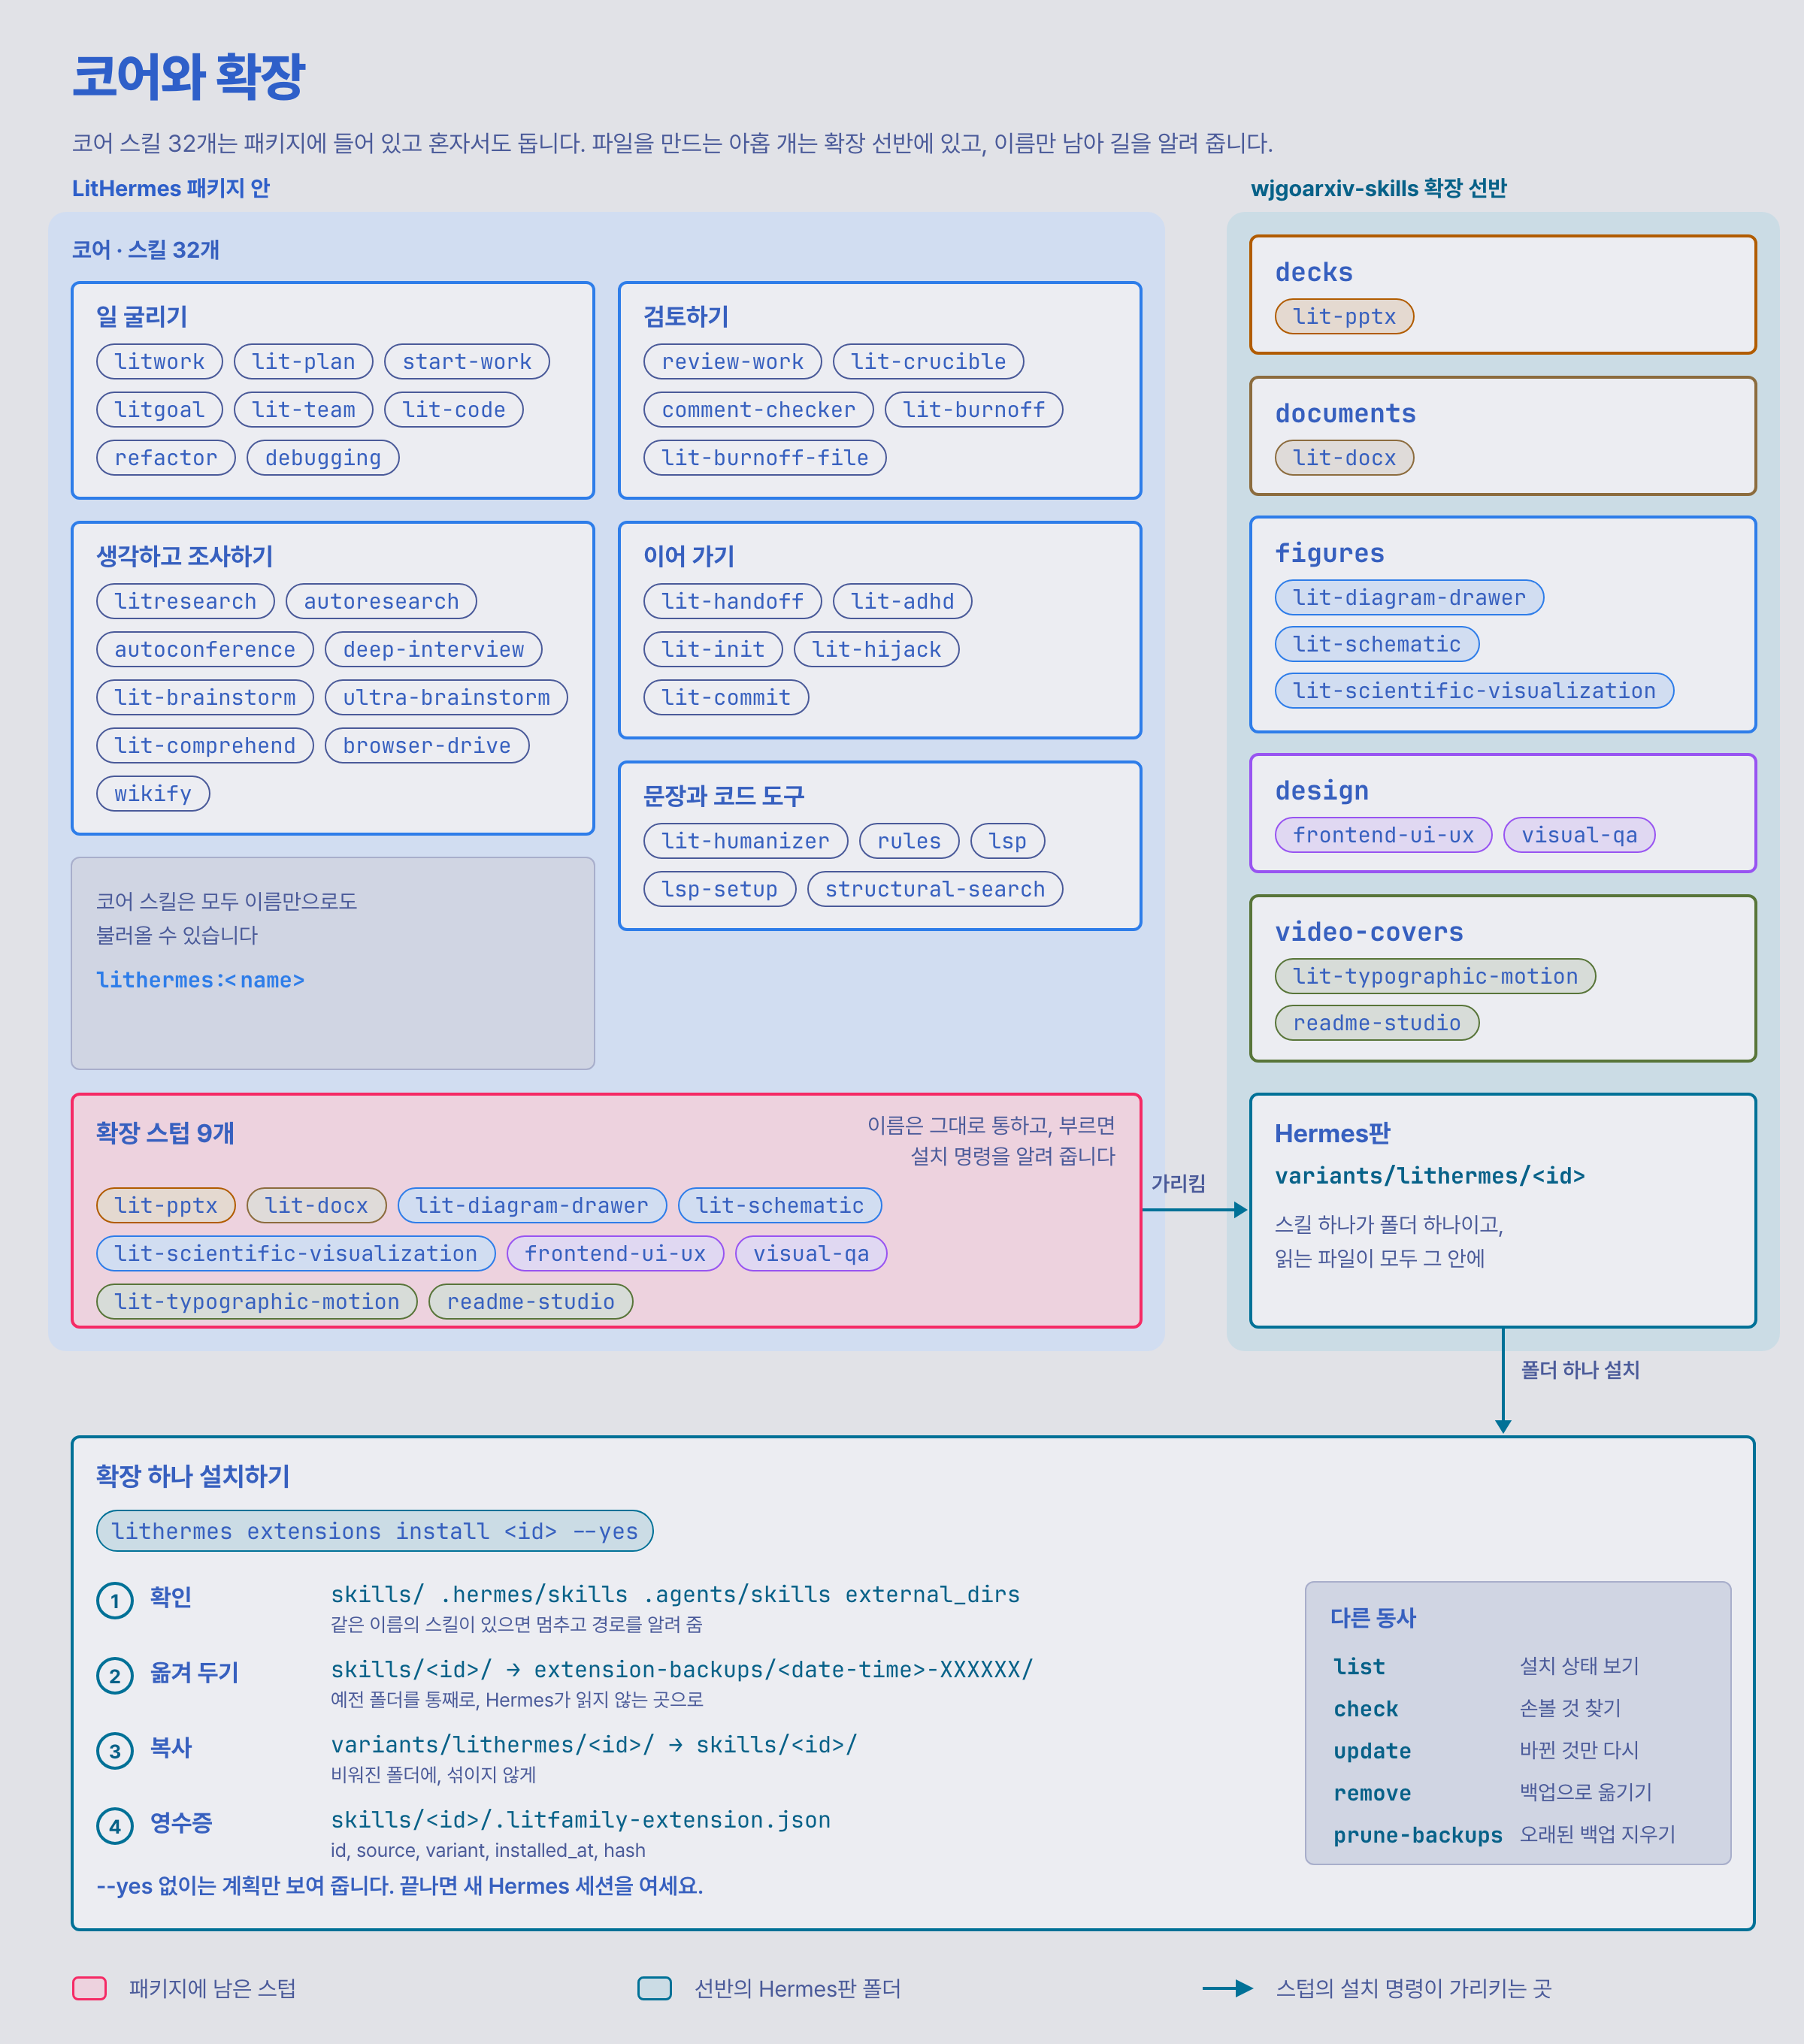 코어와 확장
코어 스킬 32개는 패키지에 들어 있고 혼자서도 돕니다. 파일을 만드는 아홉 개는 확장 선반에 있고, 이름만 남아 길을 알려 줍니다.
LitHermes 패키지 안
코어 · 스킬 32개
일 굴리기
litwork lit-plan start-work
litgoal lit-team lit-code
refactor debugging
검토하기
review-work lit-crucible
comment-checker lit-burnoff
lit-burnoff-file
생각하고 조사하기
litresearch autoresearch
autoconference deep-interview
lit-brainstorm ultra-brainstorm
lit-comprehend browser-drive
wikify
이어 가기
lit-handoff lit-adhd
lit-init lit-hijack
lit-commit
문장과 코드 도구
lit-humanizer rules lsp
lsp-setup structural-search
코어 스킬은 모두 이름만으로도
불러올 수 있습니다
lithermes:<name>
확장 스텁 9개
이름은 그대로 통하고, 부르면
설치 명령을 알려 줍니다
lit-pptx lit-docx lit-diagram-drawer lit-schematic
lit-scientific-visualization frontend-ui-ux visual-qa
lit-typographic-motion readme-studio
가리킴
wjgoarxiv-skills 확장 선반
decks
lit-pptx
documents
lit-docx
figures
lit-diagram-drawer
lit-schematic
lit-scientific-visualization
design
frontend-ui-ux visual-qa
video-covers
lit-typographic-motion
readme-studio
Hermes판
variants/lithermes/<id>
스킬 하나가 폴더 하나이고,
읽는 파일이 모두 그 안에
폴더 하나 설치
확장 하나 설치하기
lithermes extensions install <id> --yes
1 확인 skills/ .hermes/skills .agents/skills external_dirs
같은 이름의 스킬이 있으면 멈추고 경로를 알려 줌
2 옮겨 두기 skills/<id>/ → extension-backups/<date-time>-XXXXXX/
예전 폴더를 통째로, Hermes가 읽지 않는 곳으로
3 복사 variants/lithermes/<id>/ → skills/<id>/
비워진 폴더에, 섞이지 않게
4 영수증 skills/<id>/.litfamily-extension.json
id, source, variant, installed_at, hash
--yes 없이는 계획만 보여 줍니다. 끝나면 새 Hermes 세션을 여세요.
다른 동사
list 설치 상태 보기
check 손볼 것 찾기
update 바뀐 것만 다시
remove 백업으로 옮기기
prune-backups 오래된 백업 지우기
패키지에 남은 스텁
선반의 Hermes판 폴더
스텁의 설치 명령이 가리키는 곳